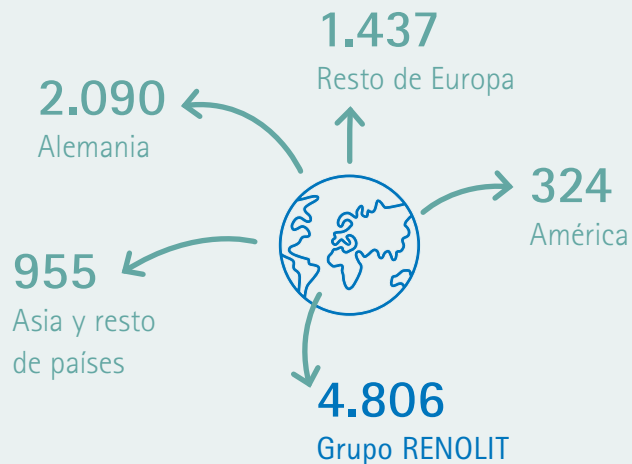 1.437
Resto de Europa
2.090
Alemania
324
América
955
Asia y resto
de países
4.806
Grupo RENOLIT